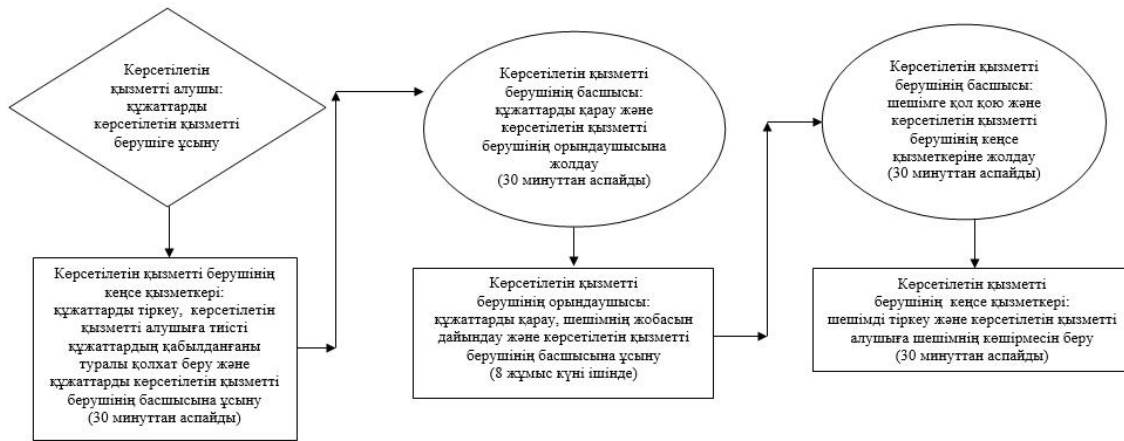 Көрсетілетін
қызметті алушы:
құжаттарды
көрсетілетін қызметті
берушіге ұсыну
Көрсетілетін қызметті берушінің
кеңсе қызметкері:
құжаттарды тіркеу, көрсетілетін
қызметті алушыға тиісті
құжаттардың қабылданғаны
туралы қолхат беру және
құжаттарды көрсетілетін қызметті
берушінің басшысына ұсыну
(30 минуттан аспайды)
Көрсетілетін қызметті
берушінің басшысы:
құжаттарды қарау және
көрсетілетін қызметті
берушінің орындаушысына
жолдау
(30 минуттан аспайды)
Көрсетілетін қызметті
берушінің орындаушысы:
құжаттарды қарау, шешімнің жобасын
дайындау және көрсетілетін қызметті
берушінің басшысына ұсыну
(8 жұмыс күні ішінде)
Көрсетілетін қызметті
берушінің басшысы:
шешімге қол қою және
көрсетілетін қызметті
берушінің кеңсе
қызметкеріне жолдау
(30 минуттан аспайды)
Көрсетілетін қызметті
берушінің кеңсе қызметкері:
шешімді тіркеу және көрсетілетін қызметті
алушыға шешімнің көшірмесін беру
(30 минуттан аспайды)